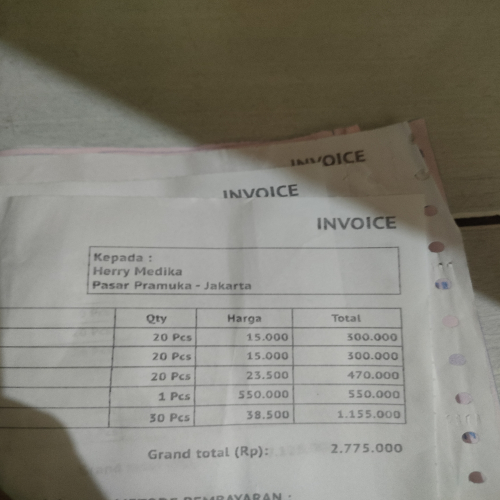 INVOICE
INVOICE
INVOICE
Kepada :
Herry Medika
Pasar Pramuka - Jakarta
Qty Harga Total
20 Pcs 15.000 300.000
20 Pcs 15.000 300.000
20 Pcs 23.500 470.000
1 Pcs 550.000 550.000
30 Pcs 38.500 1.155.000
Grand total (Rp): 2.775.000
METODE PEMBAYARAN :